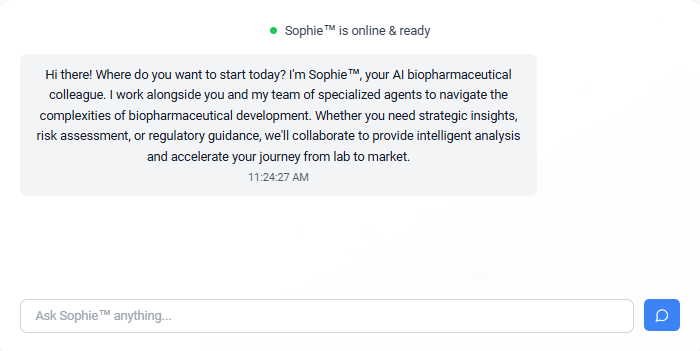 Sophie™ is online & ready
Hi there! Where do you want to start today? I'm Sophie™, your AI biopharmaceutical
colleague. I work alongside you and my team of specialized agents to navigate the
complexities of biopharmaceutical development. Whether you need strategic insights,
risk assessment, or regulatory guidance, we'll collaborate to provide intelligent analysis
and accelerate your journey from lab to market.
11:24:27 AM
Ask Sophie™ anything...